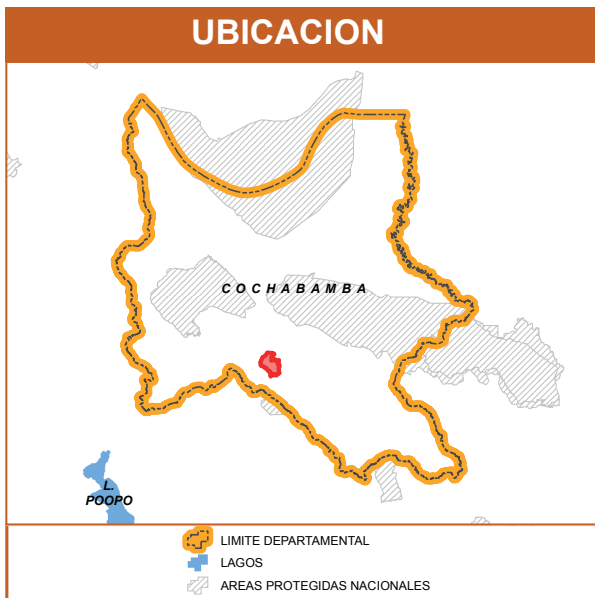 UBICACION
COCHABAMBA
L.
POOPO
LIMITE DEPARTAMENTAL
LAGOS
AREAS PROTEGIDAS NACIONALES